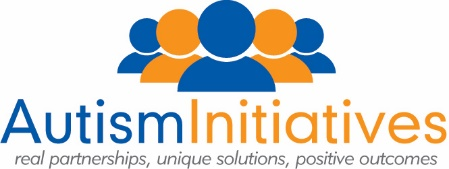 AutismInitiatives
real partnerships, unique solutions, positive outcomes